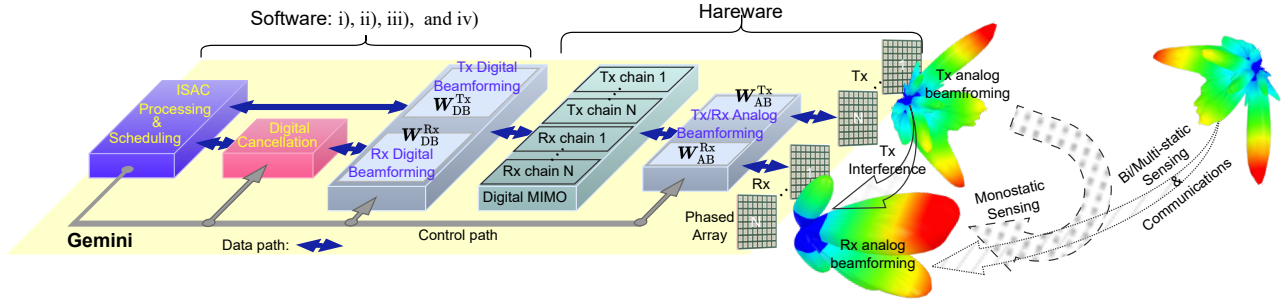 Software: i), ii), iii), and iv)
Hareware
ISAC
Processing
&
Scheduling
Digital
Cancellation
Tx Digital
Beamforming
W_DB^Tx
W_DB^Rx
Rx Digital
Beamforming
Tx chain 1
Tx chain N
Rx chain 1
Rx chain N
Digital MIMO
W_AB^Tx
Tx/Rx Analog
Beamforming
W_AB^Rx
Tx
N
Rx
N
Phased
Array
Tx analog
beamfroming
Tx
Interference
Rx analog
beamforming
Monostatic
Sensing
Bi/Multi-static
Sensing
&
Communications
Gemini
Data path:
Control path